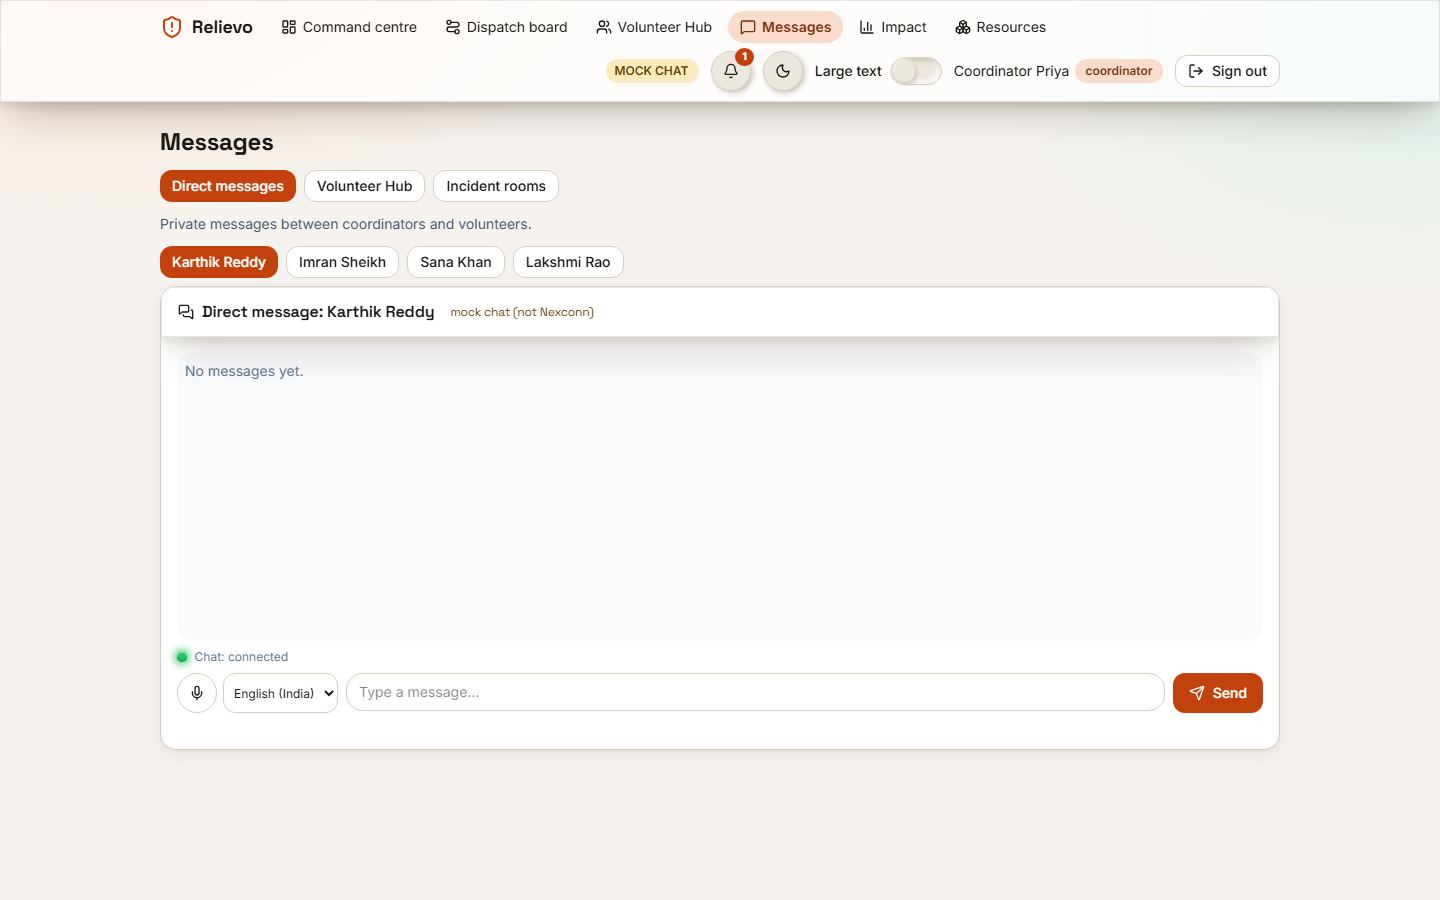 Relievo
Command centre
Dispatch board
Volunteer Hub
Messages
Impact
Resources
MOCK CHAT
1
Large text
Coordinator Priya
coordinator
Sign out
Messages
Direct messages
Volunteer Hub
Incident rooms
Private messages between coordinators and volunteers.
Karthik Reddy
Imran Sheikh
Sana Khan
Lakshmi Rao
Direct message: Karthik Reddy
mock chat (not Nexconn)
No messages yet.
Chat: connected
English (India)
Type a message...
Send